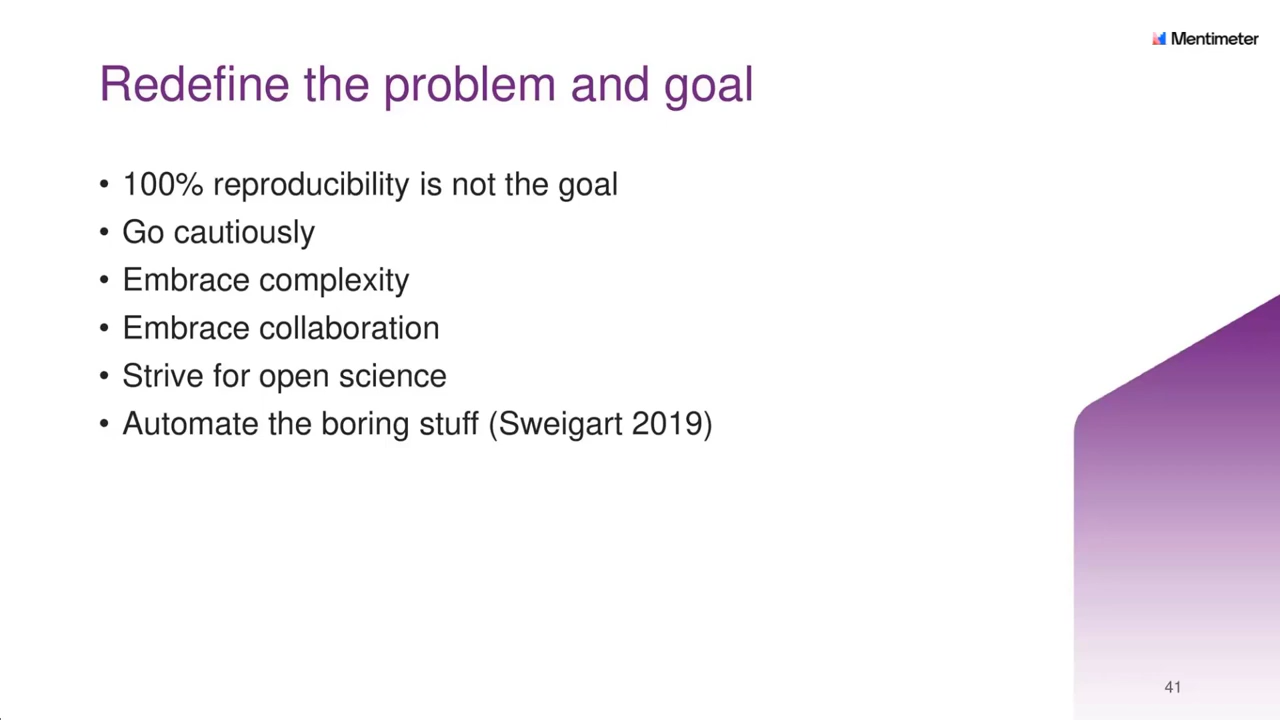 Mentimeter
Redefine the problem and goal
• 100% reproducibility is not the goal
• Go cautiously
• Embrace complexity
• Embrace collaboration
• Strive for open science
• Automate the boring stuff (Sweigart 2019)
41